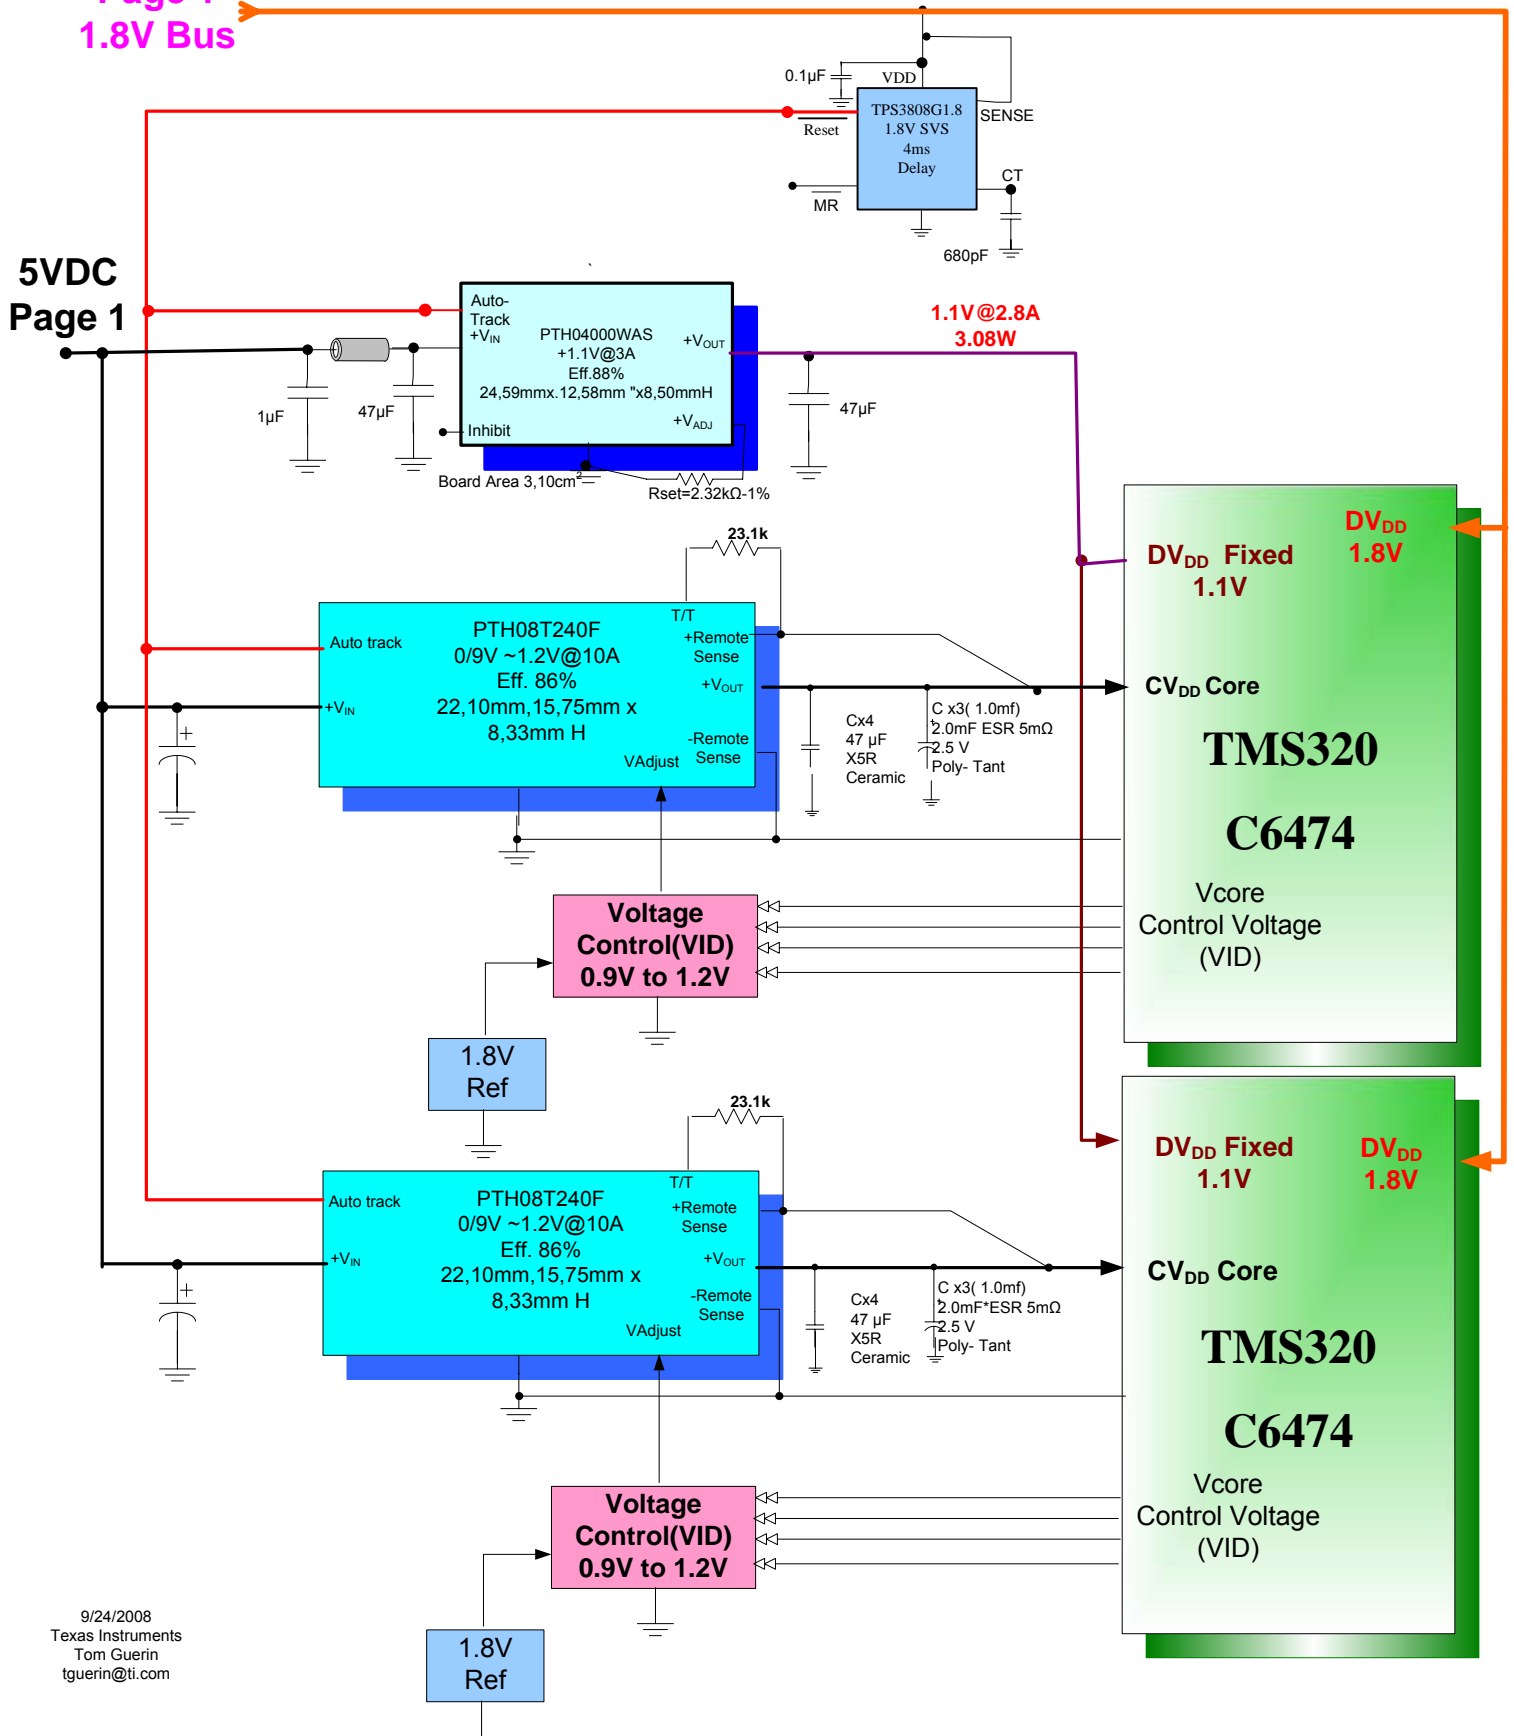 Page 1
1.8V Bus
0.1µF
VDD
TPS3808G1.8
1.8V SVS
4ms
Delay
SENSE
Reset
MR
CT
680pF
5VDC
Page 1
Auto-
Track
+VIN
PTH04000WAS
+1.1V@3A
Eff.88%
24,59mmx.12,58mm "x8,50mmH
+VOUT
+VADJ
Inhibit
1µF
47µF
47µF
1.1V@2.8A
3.08W
Board Area 3,10cm2
Rset=2.32kΩ-1%
23.1k
T/T
Auto track
PTH08T240F
0/9V ~1.2V@10A
Eff. 86%
22,10mm,15,75mm x
8,33mm H
+Remote
Sense
+VOUT
+VIN
-Remote
Sense
VAdjust
Cx4
47 µF
X5R
Ceramic
C x3( 1.0mf)
2.0mF ESR 5mΩ
2.5 V
Poly- Tant
+
+
DVDD Fixed
1.1V
DVDD
1.8V
CVDD Core
TMS320
C6474
Vcore
Control Voltage
(VID)
Voltage
Control(VID)
0.9V to 1.2V
1.8V
Ref
23.1k
T/T
Auto track
PTH08T240F
0/9V ~1.2V@10A
Eff. 86%
22,10mm,15,75mm x
8,33mm H
+Remote
Sense
+VOUT
+VIN
-Remote
Sense
VAdjust
Cx4
47 µF
X5R
Ceramic
C x3( 1.0mf)
2.0mF*ESR 5mΩ
2.5 V
Poly- Tant
+
+
DVDD Fixed
1.1V
DVDD
1.8V
CVDD Core
TMS320
C6474
Vcore
Control Voltage
(VID)
Voltage
Control(VID)
0.9V to 1.2V
1.8V
Ref
9/24/2008
Texas Instruments
Tom Guerin
tguerin@ti.com